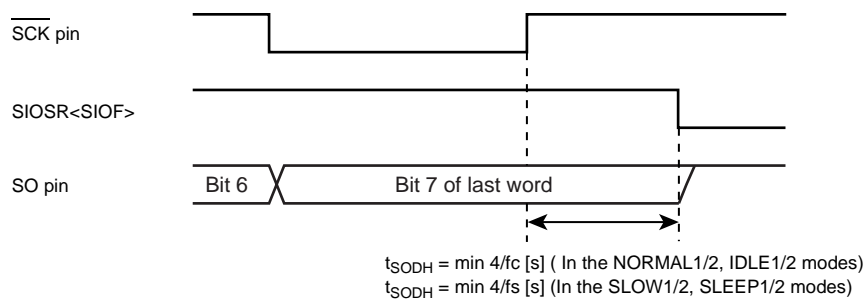 SCK pin
SIOSR<SIOF>
SO pin
Bit 6
Bit 7 of last word
tSODH = min 4/fc [s] ( In the NORMAL1/2, IDLE1/2 modes)
tSODH = min 4/fs [s] (In the SLOW1/2, SLEEP1/2 modes)